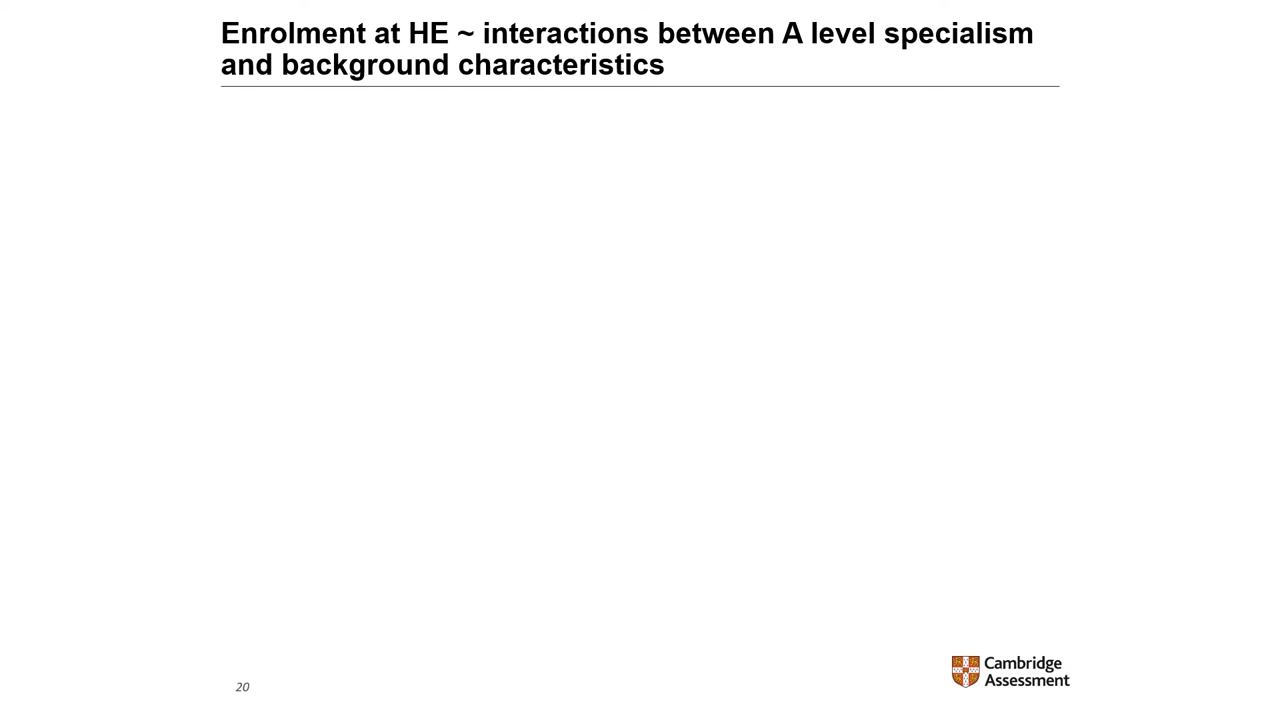 Enrolment at HE ~ interactions between A level specialism
and background characteristics
20
Cambridge
Assessment